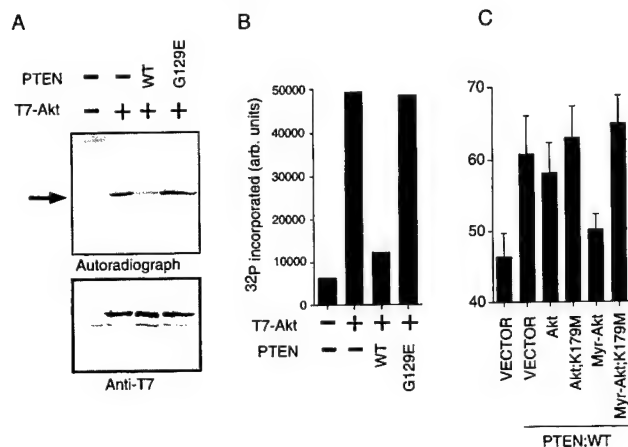 A
PTEN − − WT G129E
T7-Akt − + + +
Autoradiograph
Anti-T7
B
32P incorporated (arb. units)
50000
40000
30000
20000
10000
0
T7-Akt − + + +
PTEN − − WT G129E
C
70
60
50
40
VECTOR
VECTOR
Akt
Akt;K179M
Myr-Akt
Myr-Akt;K179M
PTEN:WT